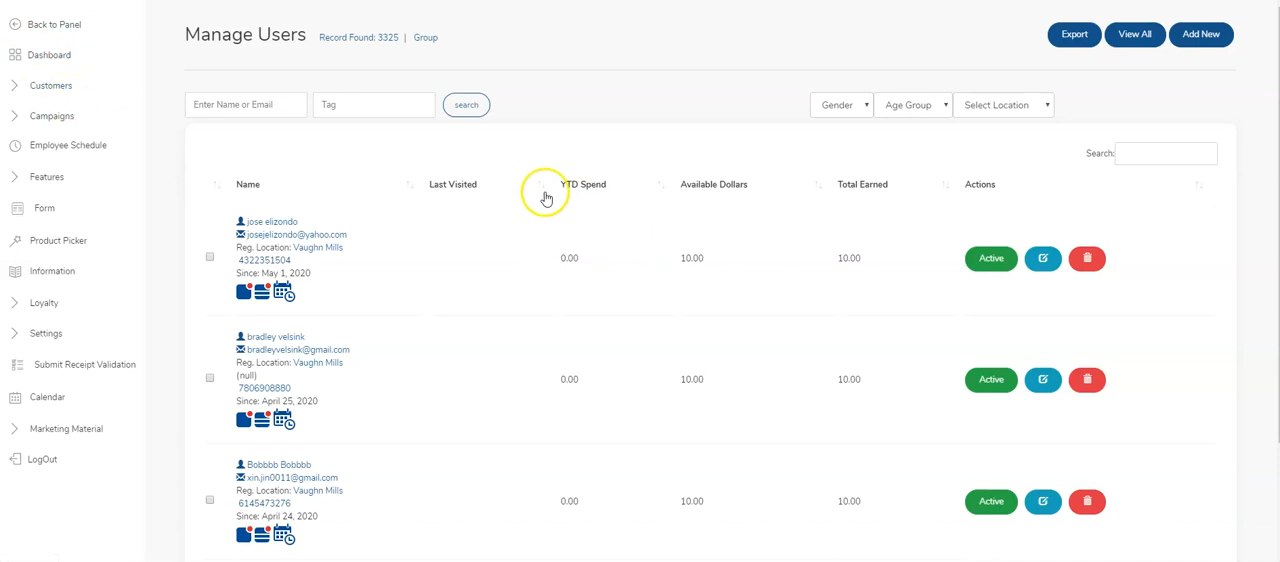 Back to Panel
Dashboard
Customers
Campaigns
Employee Schedule
Features
Form
Product Picker
Information
Loyalty
Settings
Submit Receipt Validation
Calendar
Marketing Material
LogOut
Manage Users Record Found: 3325 | Group
Export View All Add New
Enter Name or Email Tag search Gender Age Group Select Location
Search:
Name Last Visited YTD Spend Available Dollars Total Earned Actions
jose elizondo
josejelizondo@yahoo.com
Reg. Location: Vaughn Mills
4322351504
Since: May 1, 2020
0.00 10.00 10.00 Active
bradley velsink
bradleyvelsink@gmail.com
Reg. Location: Vaughn Mills
(null)
7806908880
Since: April 25, 2020
0.00 10.00 10.00 Active
Bobbbb Bobbbb
xin.jin0011@gmail.com
Reg. Location: Vaughn Mills
6145473276
Since: April 24, 2020
0.00 10.00 10.00 Active